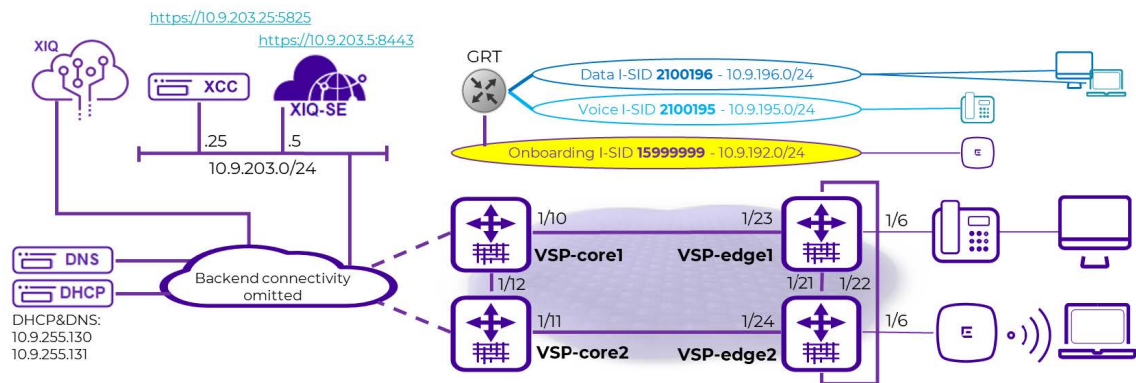 https://10.9.203.25:5825
https://10.9.203.5:8443
XIQ
XCC
XIQ-SE
.25
.5
10.9.203.0/24
GRT
Data I-SID 2100196 - 10.9.196.0/24
Voice I-SID 2100195 - 10.9.195.0/24
Onboarding I-SID 15999999 - 10.9.192.0/24
E
DNS
DHCP
DHCP&DNS:
10.9.255.130
10.9.255.131
Backend connectivity
omitted
1/10
1/23
1/6
VSP-core1
VSP-edge1
1/12
1/21
1/22
1/11
1/24
1/6
VSP-core2
VSP-edge2
E